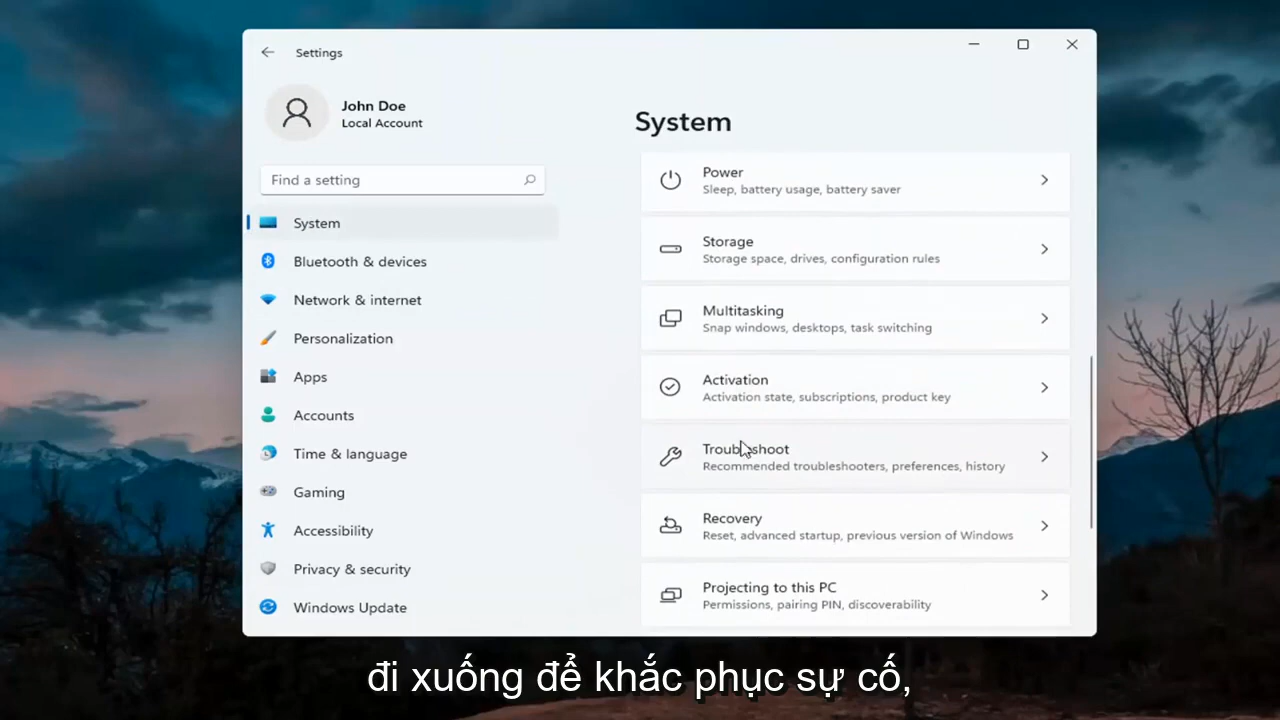 Settings
John Doe
Local Account
Find a setting
System
Bluetooth & devices
Network & internet
Personalization
Apps
Accounts
Time & language
Gaming
Accessibility
Privacy & security
Windows Update
System
Power
Sleep, battery usage, battery saver
Storage
Storage space, drives, configuration rules
Multitasking
Snap windows, desktops, task switching
Activation
Activation state, subscriptions, product key
Troubleshoot
Recommended troubleshooters, preferences, history
Recovery
Reset, advanced startup, previous version of Windows
Projecting to this PC
Permissions, pairing PIN, discoverability
đi xuống để khắc phục sự cố,